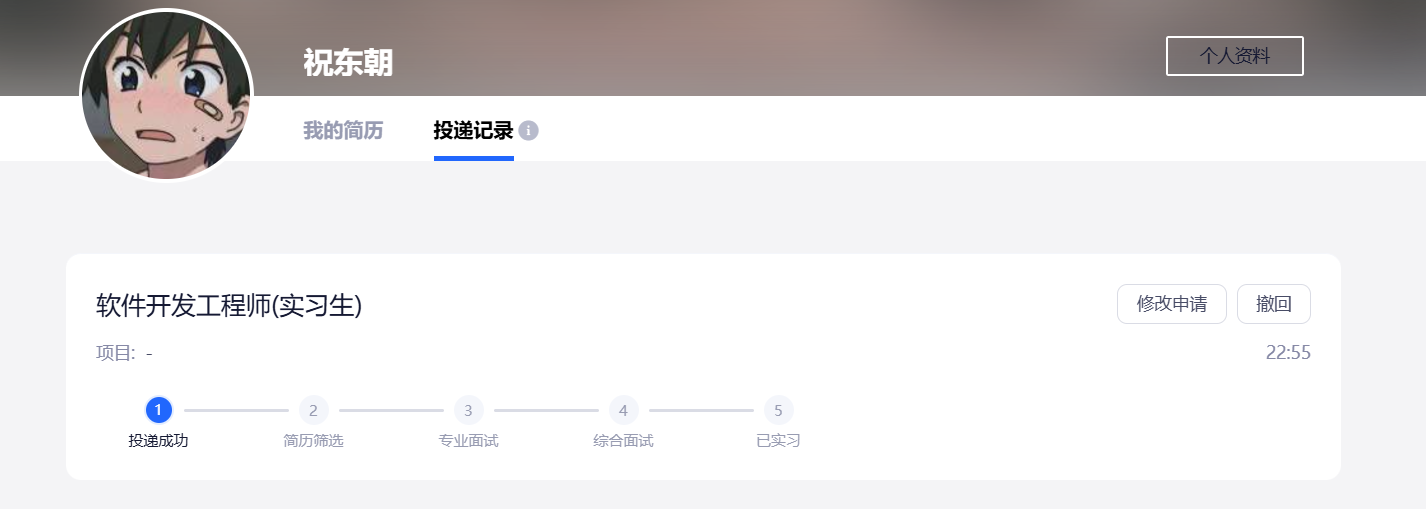 祝东朝
个人资料
我的简历 投递记录
软件开发工程师(实习生)
修改申请 撤回
项目: -
22:55
1 2 3 4 5
投递成功 简历筛选 专业面试 综合面试 已实习